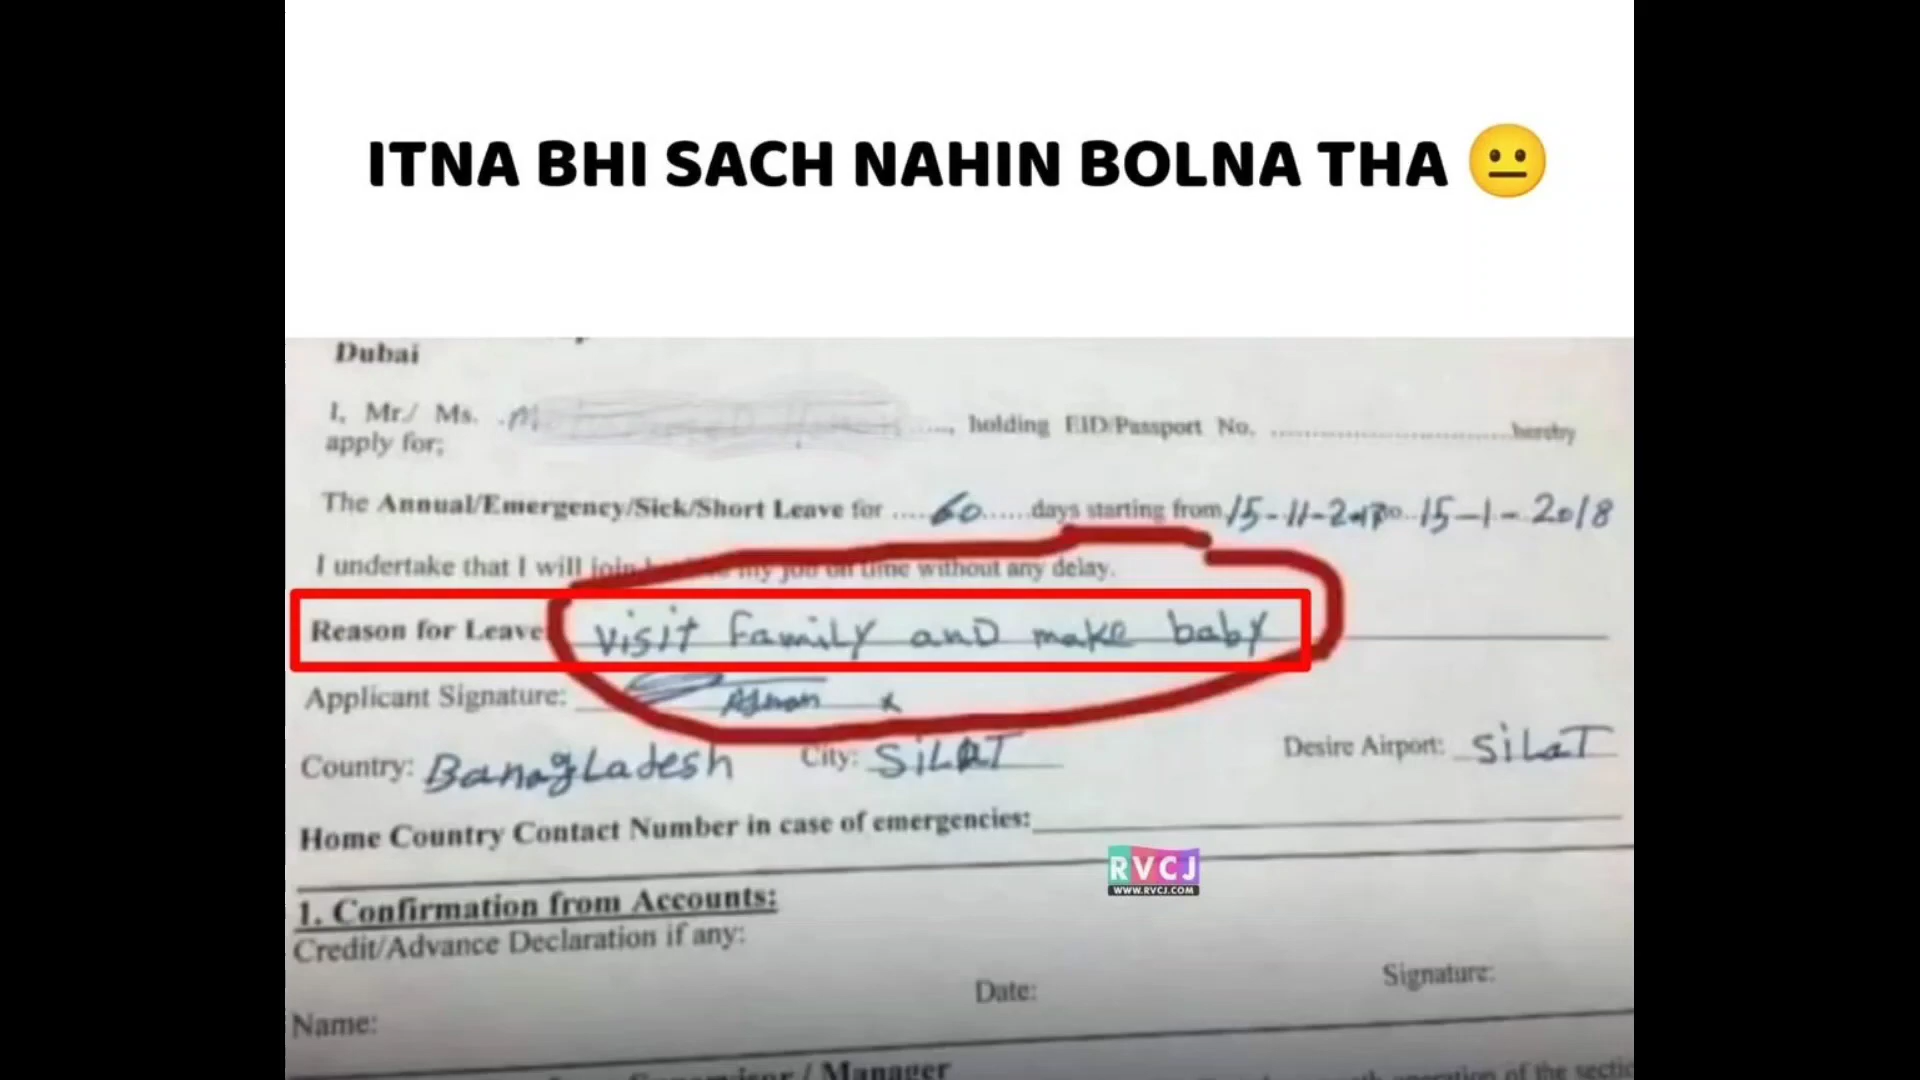 ITNA BHI SACH NAHIN BOLNA THA 😐
Dubai
I, Mr./ Ms. ...., holding EID/Passport No. ................................hereby
apply for;
The Annual/Emergency/Sick/Short Leave for ....60......days starting from 15-11-2017to 15-1-2018
I undertake that I will join my job on time without any delay.
Reason for Leave visit family and make baby
Applicant Signature:
Country: Banagladesh City: SiLaT Desire Airport: SiLaT
Home Country Contact Number in case of emergencies:
RVCJ
WWW.RVCJ.COM
1. Confirmation from Accounts:
Credit/Advance Declaration if any:
Date: Signature:
Name:
/ Manager
operation of the